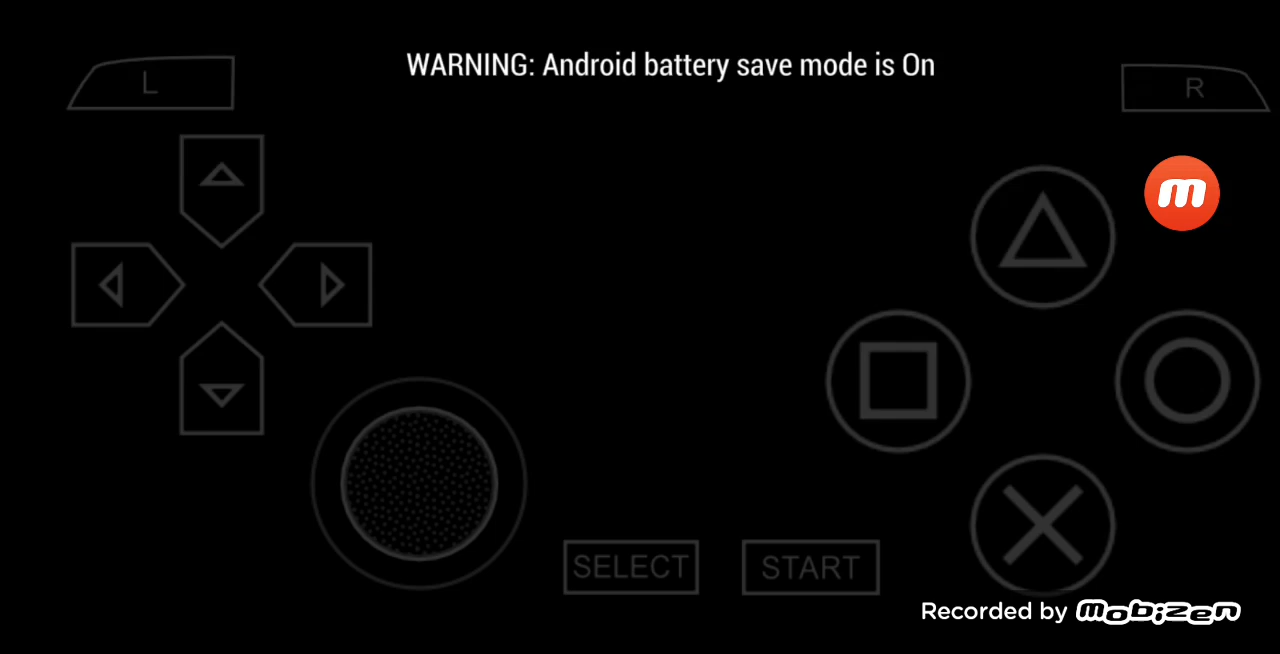 WARNING: Android battery save mode is On
L
R
m
SELECT
START
Recorded by mobizen